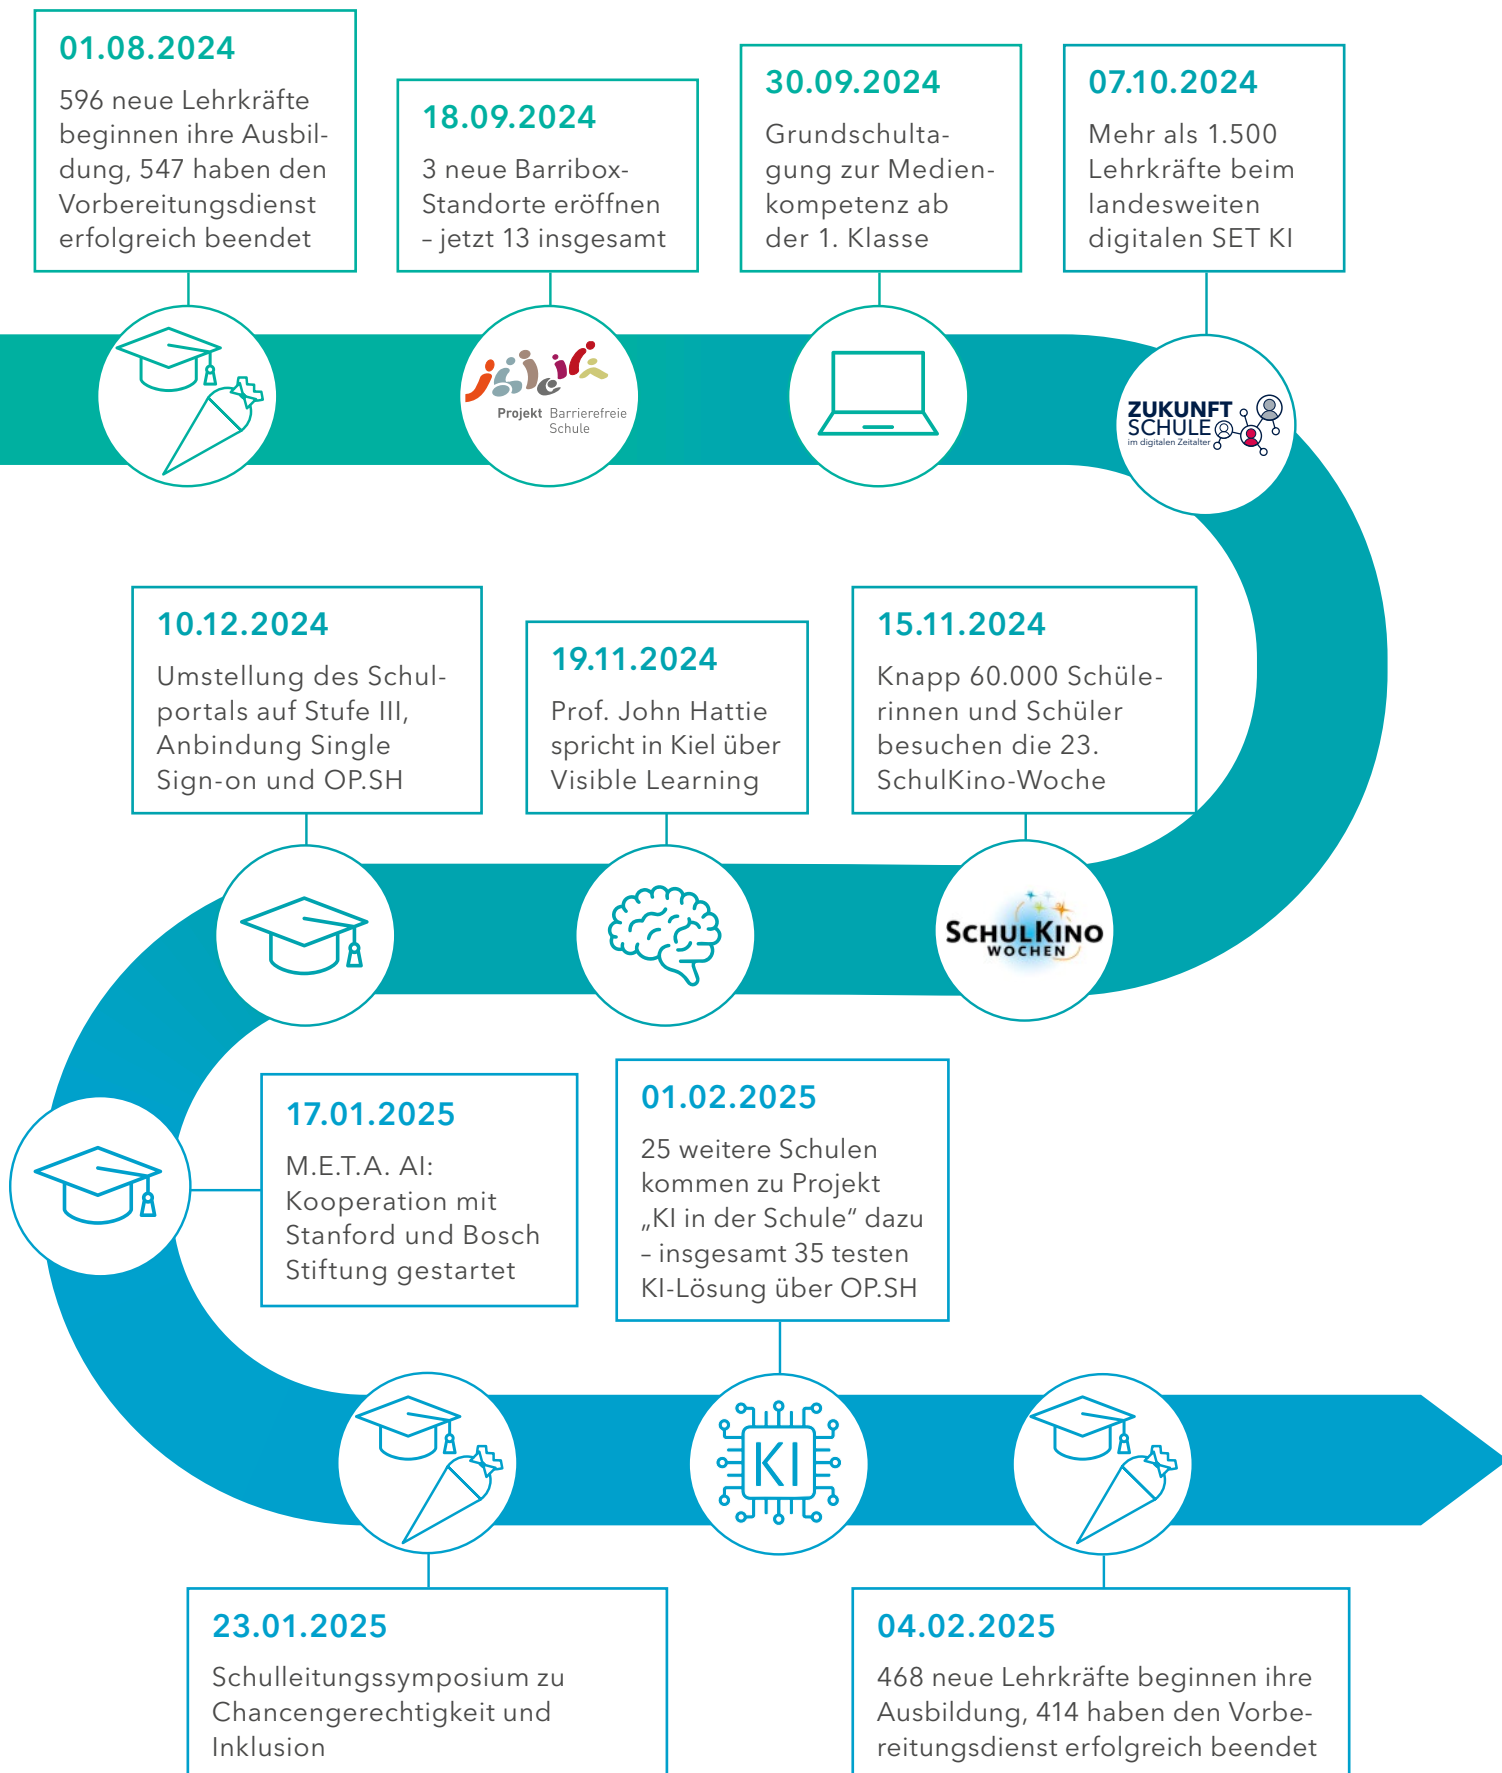 01.08.2024
596 neue Lehrkräfte
beginnen ihre Ausbil-
dung, 547 haben den
Vorbereitungsdienst
erfolgreich beendet
18.09.2024
3 neue Barribox-
Standorte eröffnen
– jetzt 13 insgesamt
30.09.2024
Grundschulta-
gung zur Medien-
kompetenz ab
der 1. Klasse
07.10.2024
Mehr als 1.500
Lehrkräfte beim
landesweiten
digitalen SET KI
Projekt Barrierefreie
Schule
ZUKUNFT
SCHULE
im digitalen Zeitalter
15.11.2024
Knapp 60.000 Schüle-
rinnen und Schüler
besuchen die 23.
SchulKino-Woche
SCHULKINO
WOCHEN
19.11.2024
Prof. John Hattie
spricht in Kiel über
Visible Learning
10.12.2024
Umstellung des Schul-
portals auf Stufe III,
Anbindung Single
Sign-on und OP.SH
17.01.2025
M.E.T.A. AI:
Kooperation mit
Stanford und Bosch
Stiftung gestartet
23.01.2025
Schulleitungssymposium zu
Chancengerechtigkeit und
Inklusion
01.02.2025
25 weitere Schulen
kommen zu Projekt
„KI in der Schule“ dazu
– insgesamt 35 testen
KI-Lösung über OP.SH
KI
04.02.2025
468 neue Lehrkräfte beginnen ihre
Ausbildung, 414 haben den Vorbe-
reitungsdienst erfolgreich beendet